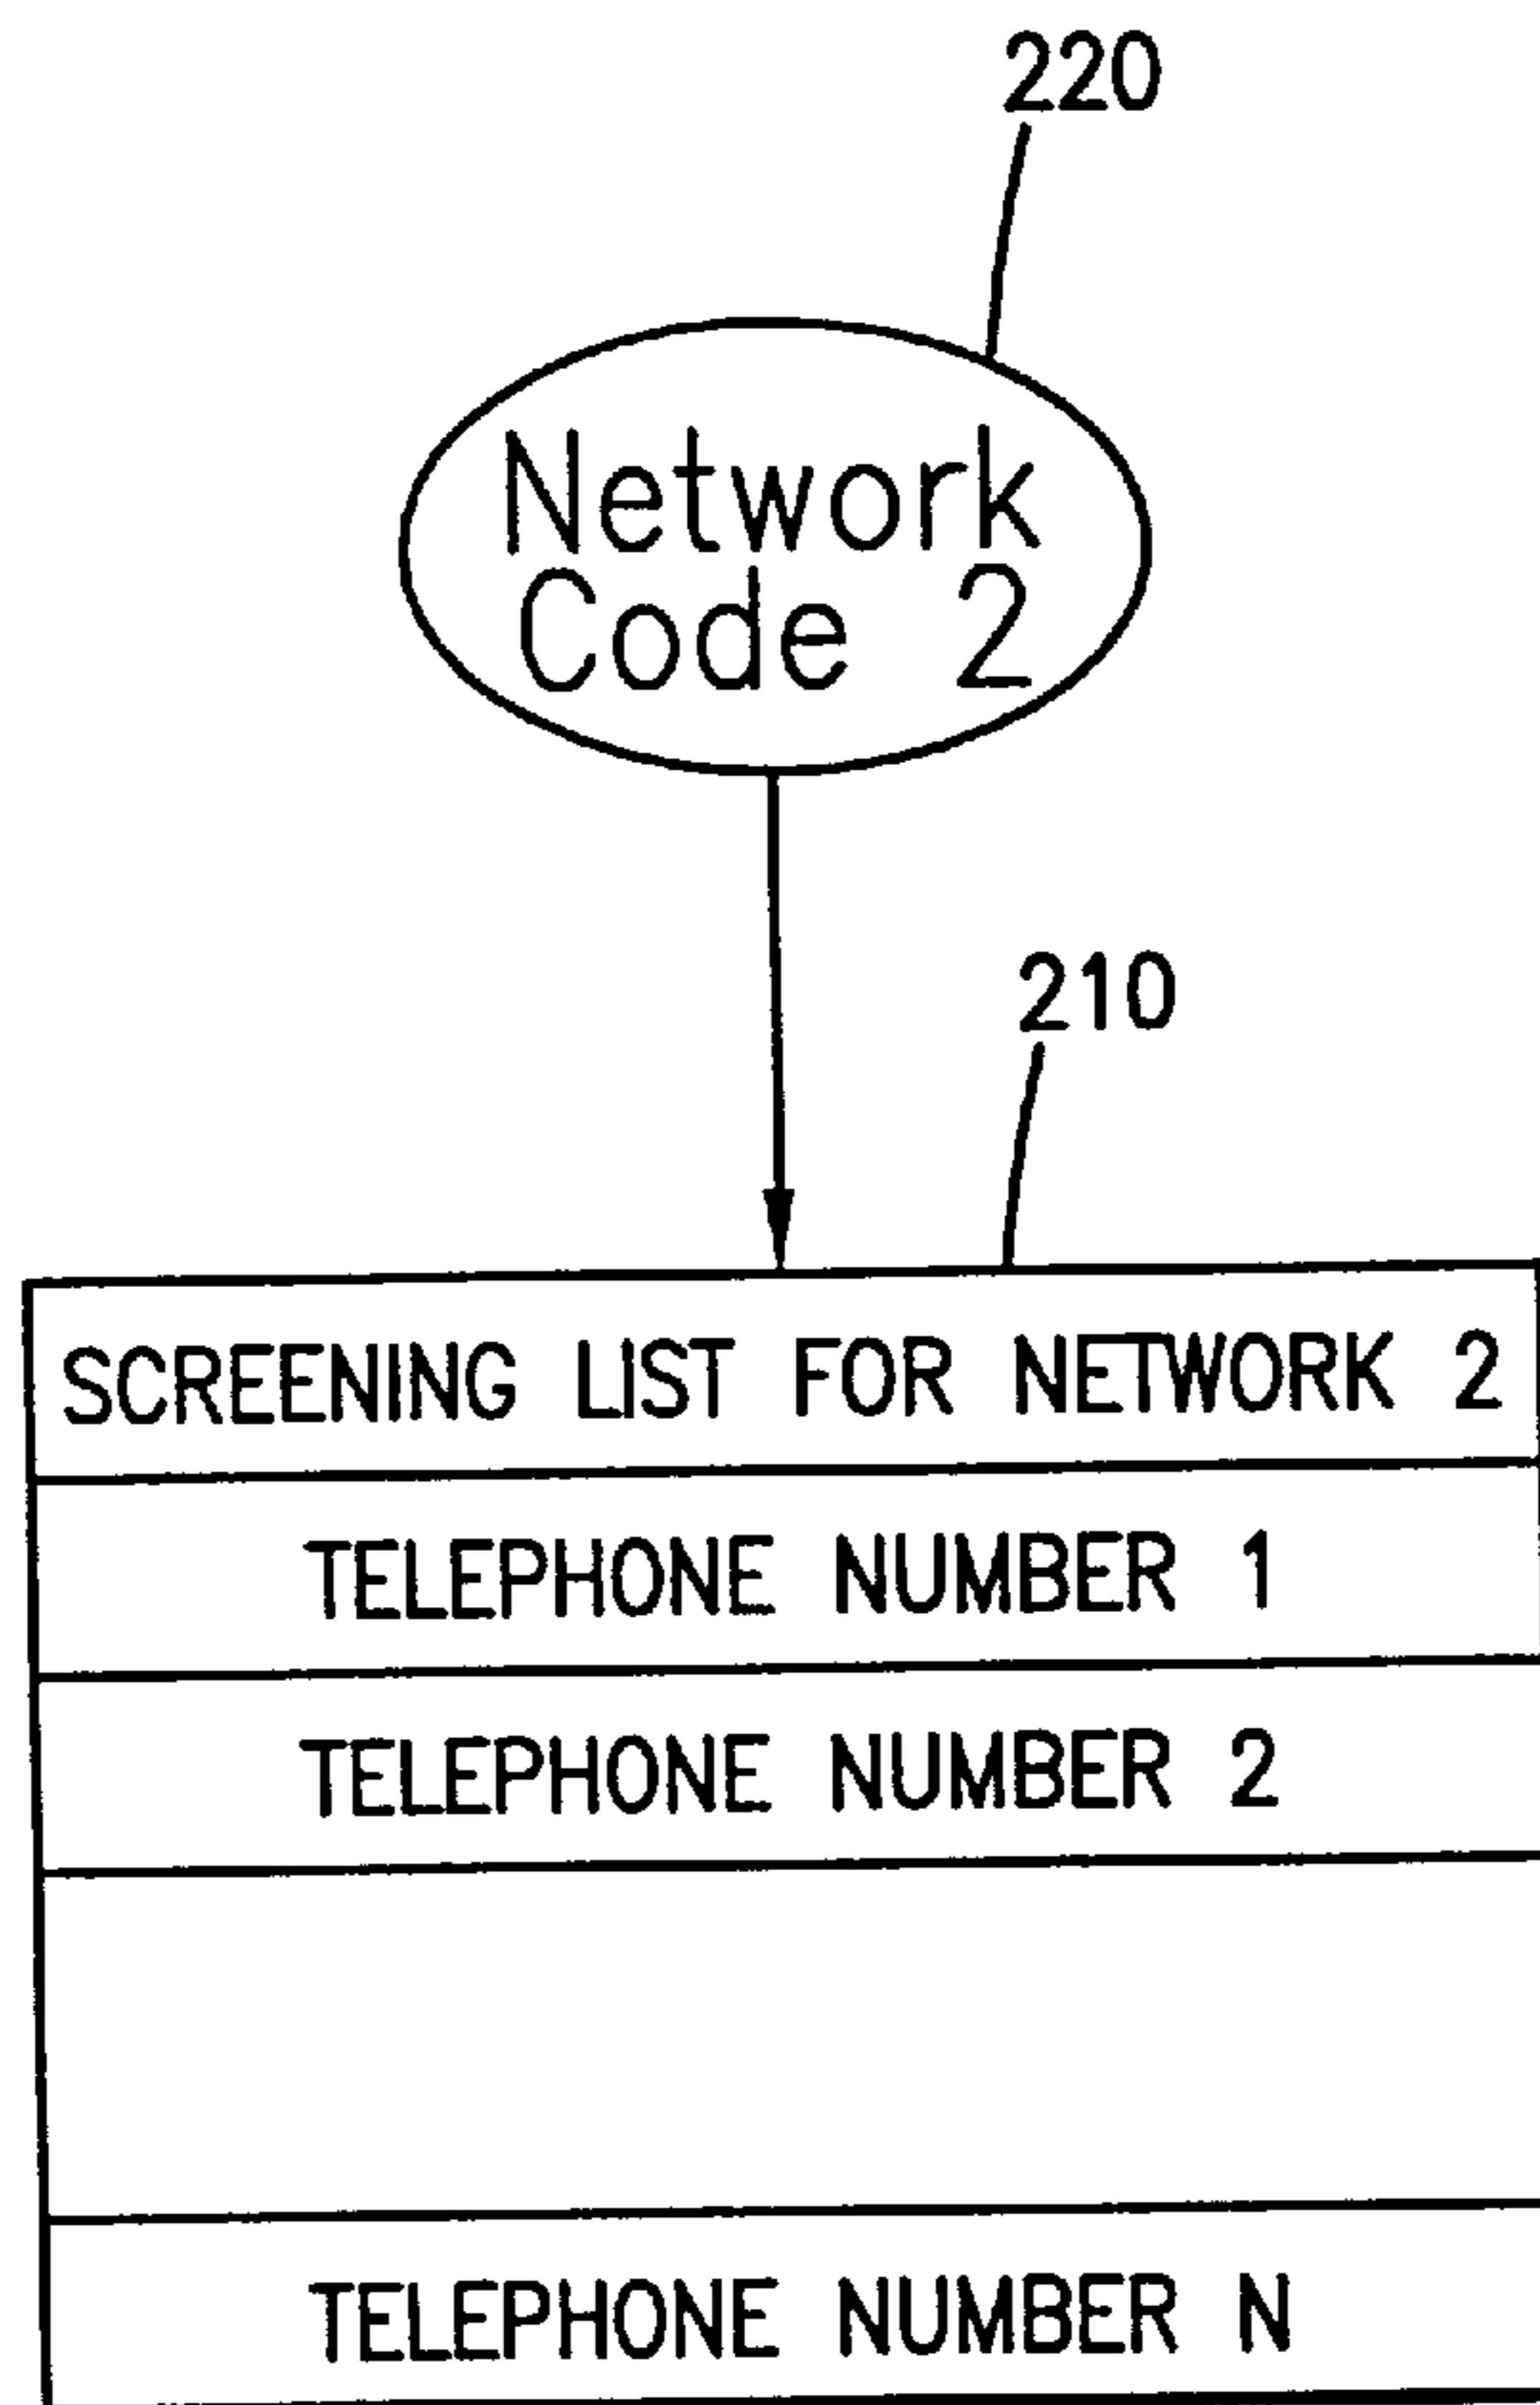 220
Network
Code 2
210
SCREENING LIST FOR NETWORK 2
TELEPHONE NUMBER 1
TELEPHONE NUMBER 2
TELEPHONE NUMBER N